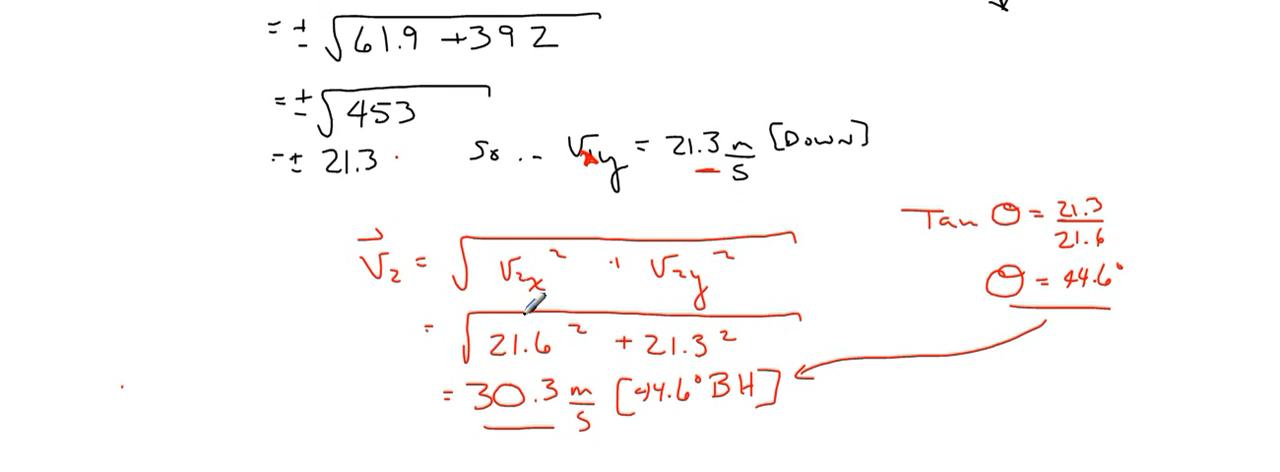 = ± √61.9 + 392
= ± √453
= ± 21.3 . So .. V2y = 21.3 m/s [DOWN]
Tan θ = 21.3/21.6
θ = 44.6°
V⃗2 = √V2x² + V2y²
= √21.6² + 21.3²
= 30.3 m/s [44.6° BH]